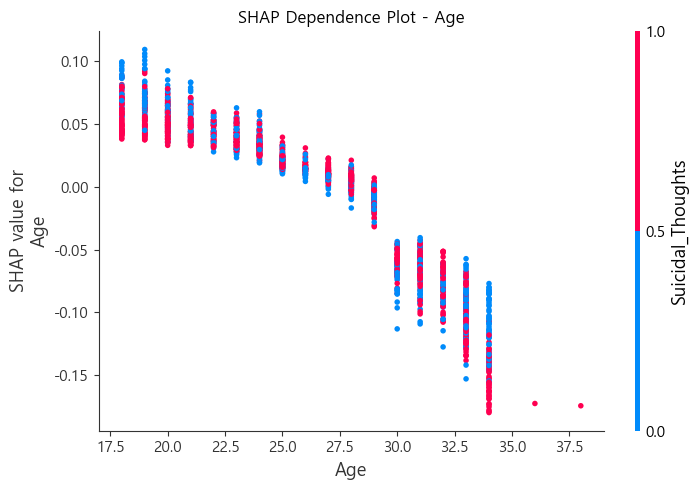 SHAP Dependence Plot - Age
1.0
0.10
0.05
0.00
-0.05
-0.10
-0.15
SHAP value for
Age
0.5
Suicidal_Thoughts
0.0
17.5 20.0 22.5 25.0 27.5 30.0 32.5 35.0 37.5
Age